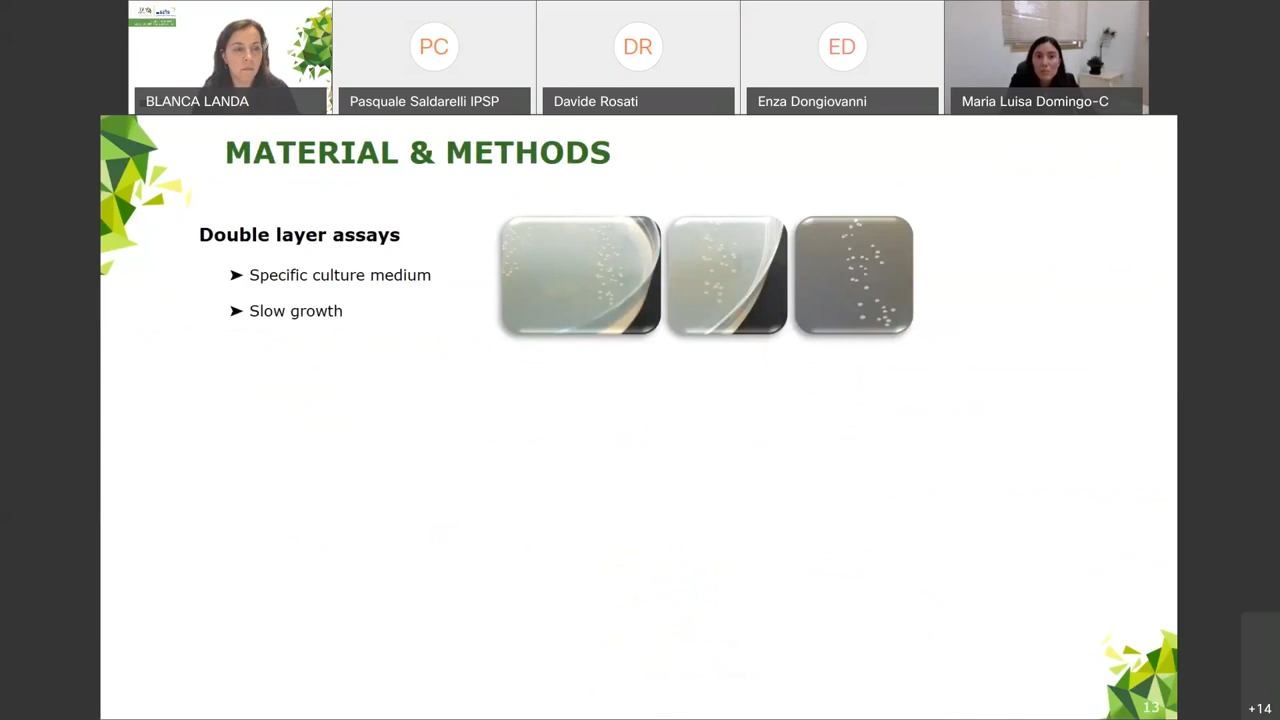 PC
DR
ED
BLANCA LANDA
Pasquale Saldarelli IPSP
Davide Rosati
Enza Dongiovanni
Maria Luisa Domingo-C
MATERIAL & METHODS
Double layer assays
➤ Specific culture medium
➤ Slow growth
13
+14